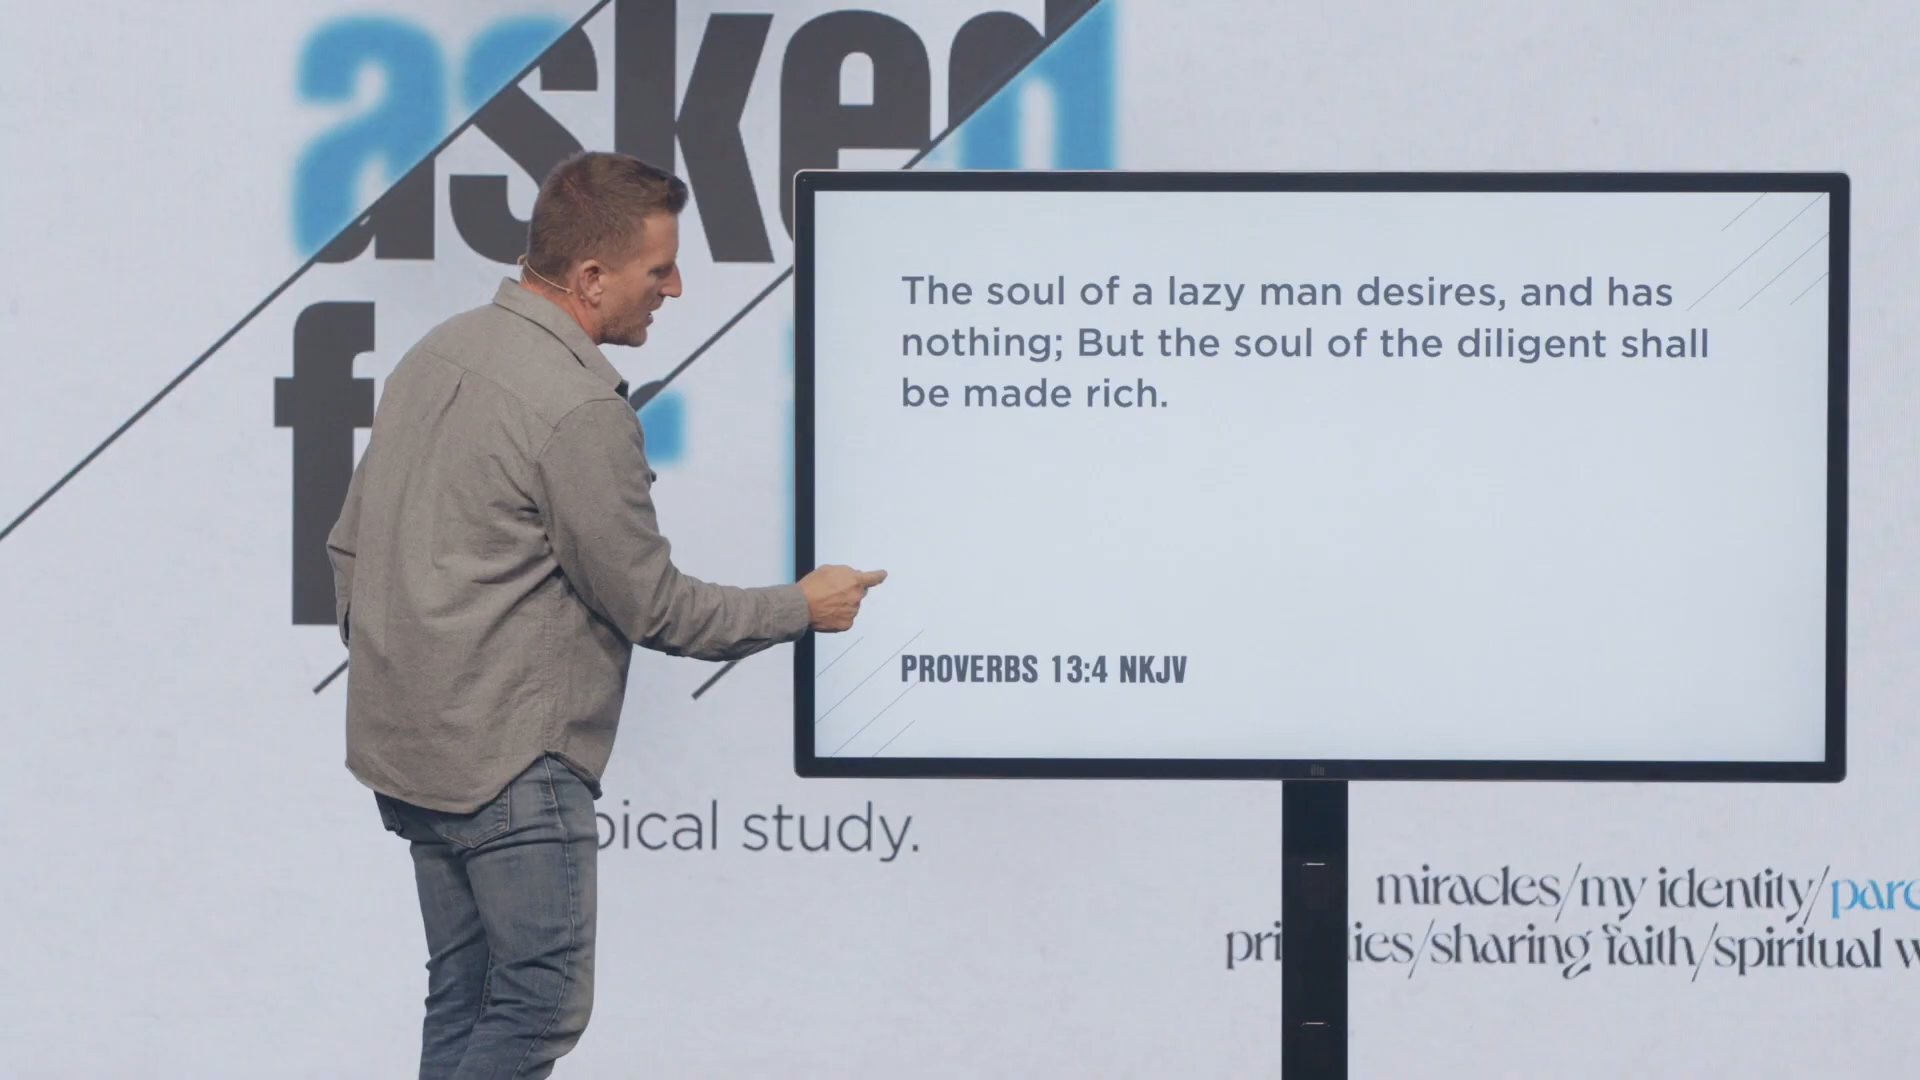 asked
The soul of a lazy man desires, and has
nothing; But the soul of the diligent shall
be made rich.
PROVERBS 13:4 NKJV
study.
miracles/my identity/
/sharing faith/spiritual